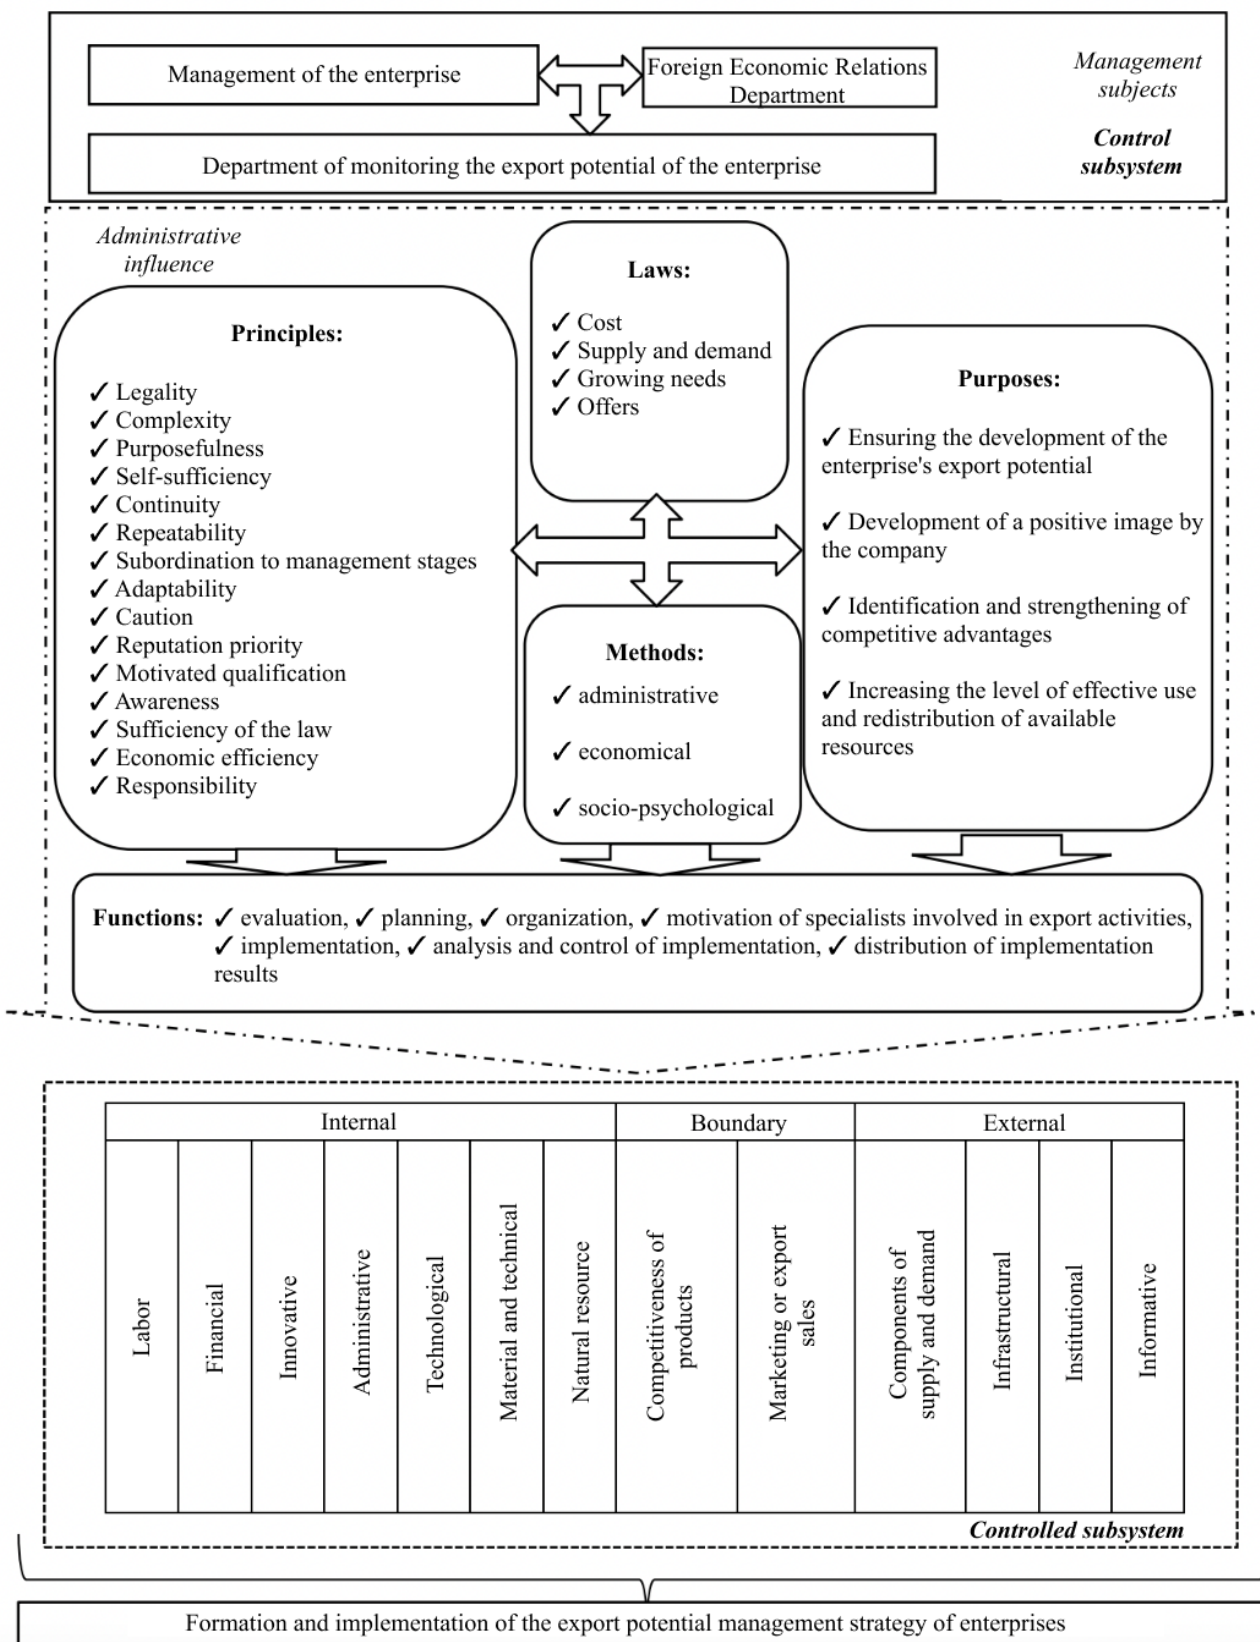 Management of the enterprise
Foreign Economic Relations
Department
Management
subjects
Control
subsystem
Department of monitoring the export potential of the enterprise
Administrative
influence
Principles:
✓ Legality
✓ Complexity
✓ Purposefulness
✓ Self-sufficiency
✓ Continuity
✓ Repeatability
✓ Subordination to management stages
✓ Adaptability
✓ Caution
✓ Reputation priority
✓ Motivated qualification
✓ Awareness
✓ Sufficiency of the law
✓ Economic efficiency
✓ Responsibility
Laws:
✓ Cost
✓ Supply and demand
✓ Growing needs
✓ Offers
Methods:
✓ administrative
✓ economical
✓ socio-psychological
Purposes:
✓ Ensuring the development of the
enterprise's export potential
✓ Development of a positive image by
the company
✓ Identification and strengthening of
competitive advantages
✓ Increasing the level of effective use
and redistribution of available
resources
Functions: ✓ evaluation, ✓ planning, ✓ organization, ✓ motivation of specialists involved in export activities,
✓ implementation, ✓ analysis and control of implementation, ✓ distribution of implementation
results
Internal
Boundary
External
Labor
Financial
Innovative
Administrative
Technological
Material and technical
Natural resource
Competitiveness of
products
Marketing or export
sales
Components of
supply and demand
Infrastructural
Institutional
Informative
Controlled subsystem
Formation and implementation of the export potential management strategy of enterprises